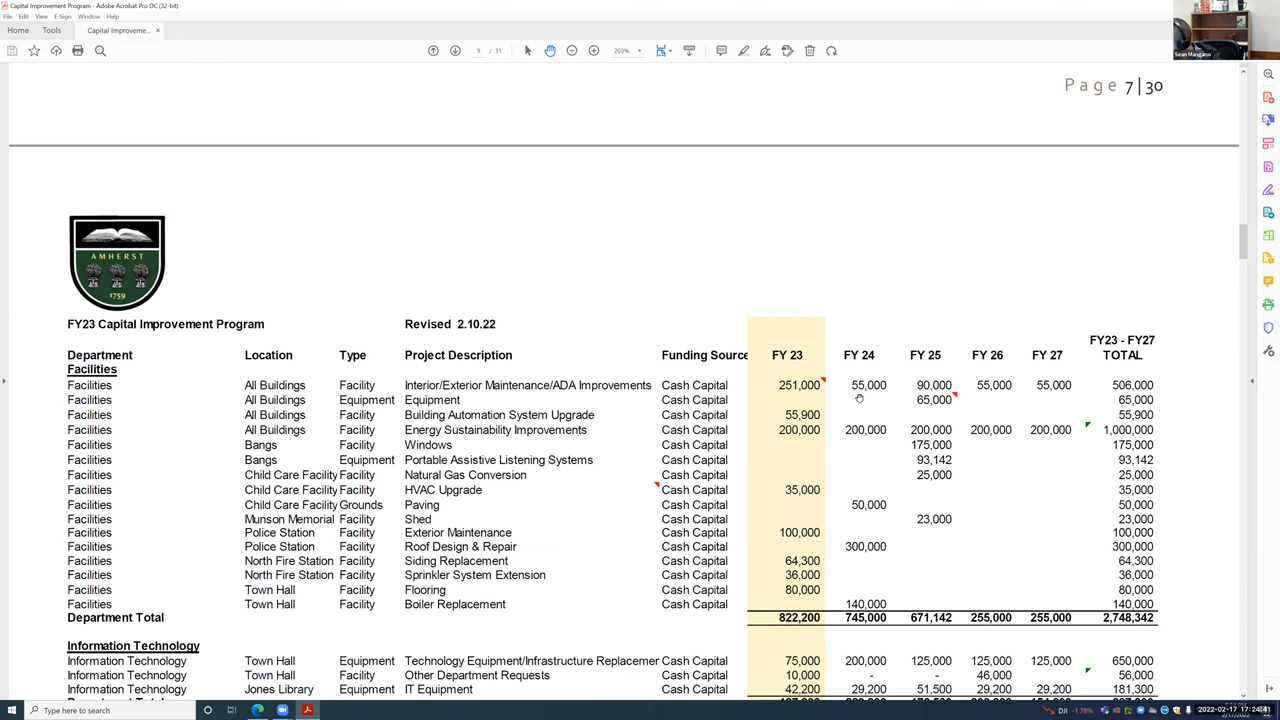 Capital Improvement Program - Adobe Acrobat Pro DC (32-bit)
File Edit View E-Sign Window Help
Home Tools Capital Improveme... ×
9 / 31 203%
Sean Mangano
Page 7|30
AMHERST
1759
FY23 Capital Improvement Program Revised 2.10.22
FY23 - FY27
Department Location Type Project Description Funding Source FY 23 FY 24 FY 25 FY 26 FY 27 TOTAL
Facilities
Facilities All Buildings Facility Interior/Exterior Maintenance/ADA Improvements Cash Capital 251,000 55,000 90,000 55,000 55,000 506,000
Facilities All Buildings Equipment Equipment Cash Capital 65,000 65,000
Facilities All Buildings Facility Building Automation System Upgrade Cash Capital 55,900 55,900
Facilities All Buildings Facility Energy Sustainability Improvements Cash Capital 200,000 200,000 200,000 200,000 200,000 1,000,000
Facilities Bangs Facility Windows Cash Capital 175,000 175,000
Facilities Bangs Equipment Portable Assistive Listening Systems Cash Capital 93,142 93,142
Facilities Child Care Facility Facility Natural Gas Conversion Cash Capital 25,000 25,000
Facilities Child Care Facility Facility HVAC Upgrade Cash Capital 35,000 35,000
Facilities Child Care Facility Grounds Paving Cash Capital 50,000 50,000
Facilities Munson Memorial Facility Shed Cash Capital 23,000 23,000
Facilities Police Station Facility Exterior Maintenance Cash Capital 100,000 100,000
Facilities Police Station Facility Roof Design & Repair Cash Capital 300,000 300,000
Facilities North Fire Station Facility Siding Replacement Cash Capital 64,300 64,300
Facilities North Fire Station Facility Sprinkler System Extension Cash Capital 36,000 36,000
Facilities Town Hall Facility Flooring Cash Capital 80,000 80,000
Facilities Town Hall Facility Boiler Replacement Cash Capital 140,000 140,000
Department Total 822,200 745,000 671,142 255,000 255,000 2,748,342
Information Technology
Information Technology Town Hall Equipment Technology Equipment/Infrastructure Replacemer Cash Capital 75,000 200,000 125,000 125,000 125,000 650,000
Information Technology Town Hall Facility Other Department Requests Cash Capital 10,000 - - 46,000 56,000
Information Technology Jones Library Equipment IT Equipment Cash Capital 42,200 29,200 51,500 29,200 29,200 181,300
Type here to search DJI -1.78% 2022-02-17 17:24:41